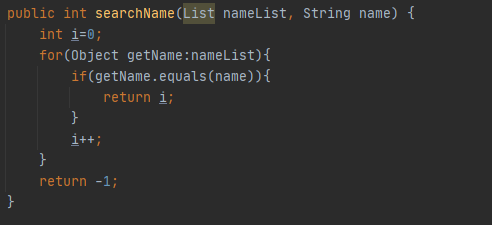 public int searchName(List nameList, String name) {
    int i=0;
    for(Object getName:nameList){
        if(getName.equals(name)){
            return i;
        }
        i++;
    }
    return -1;
}